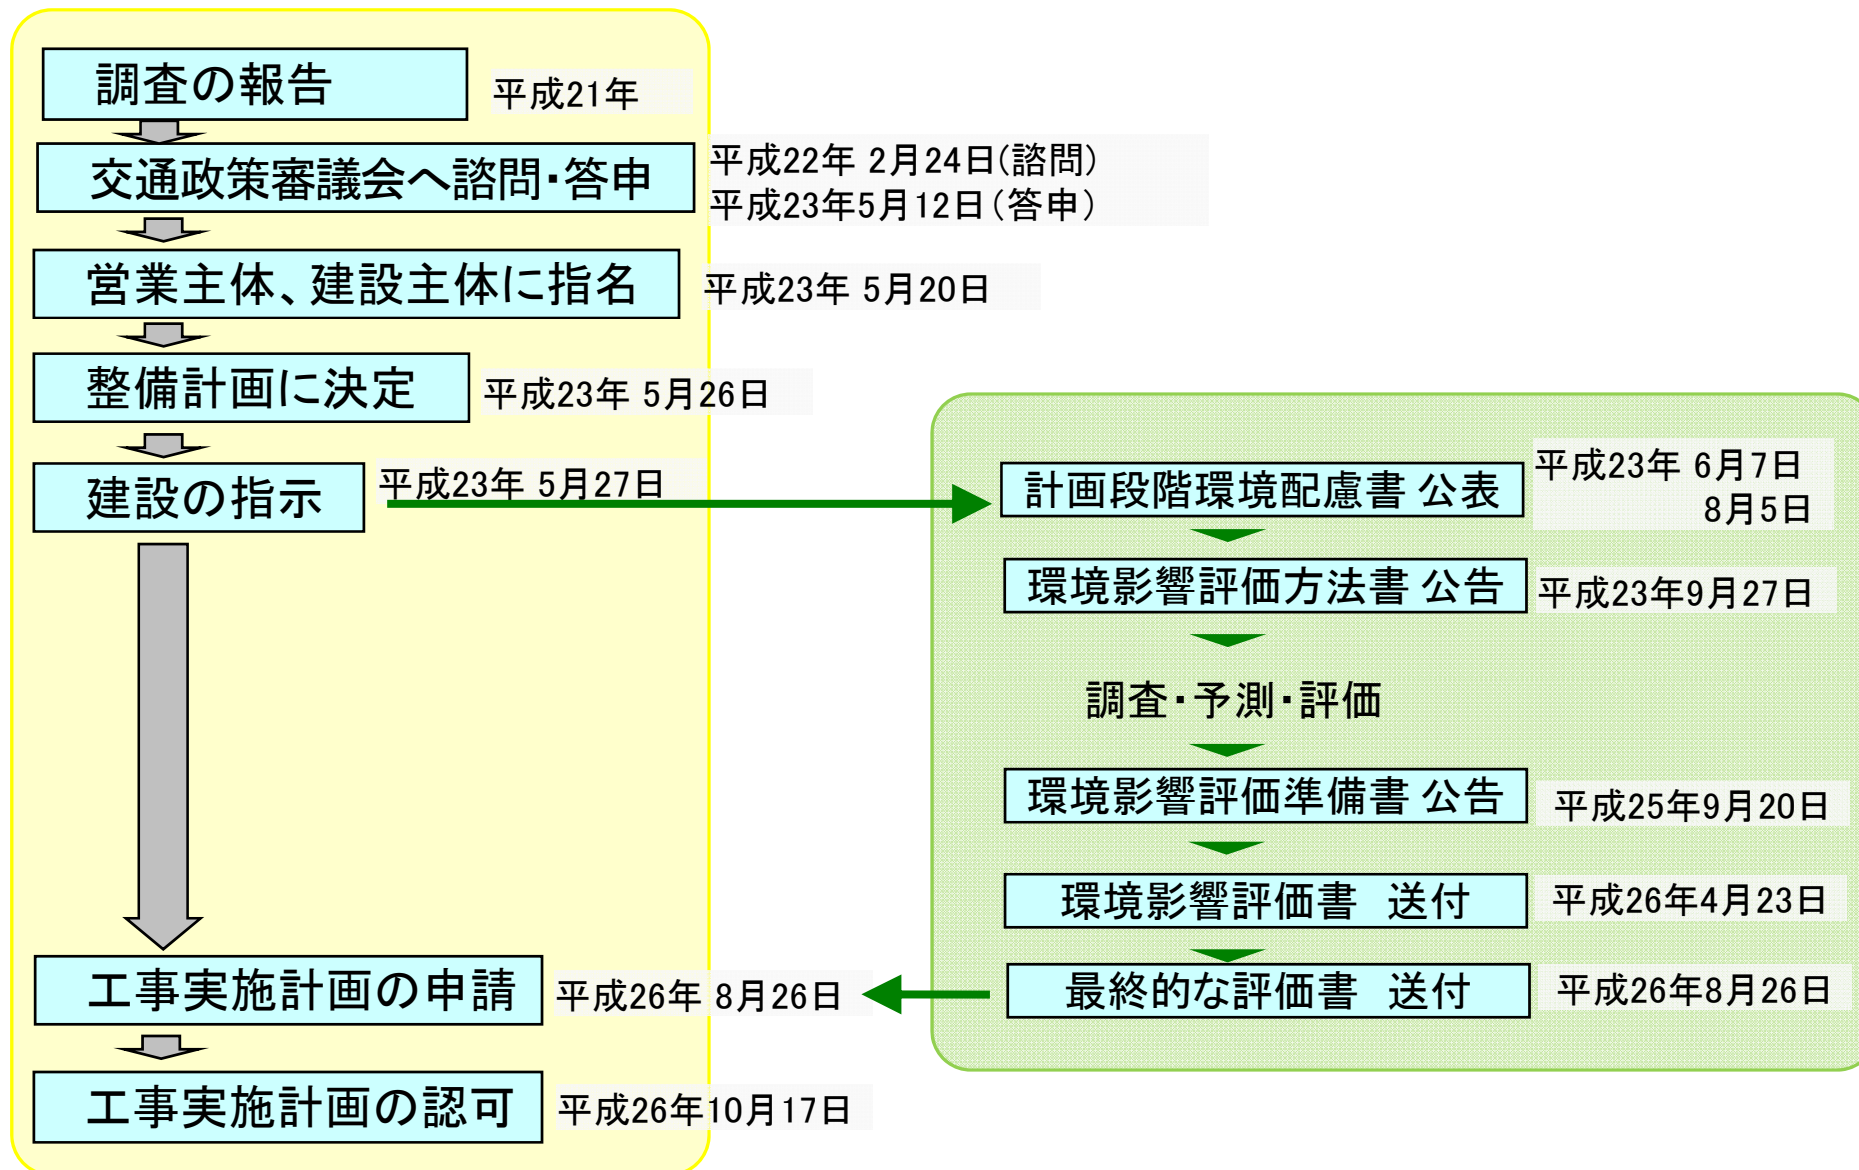 調査の報告
平成21年
交通政策審議会へ諮問・答申
平成22年 2月24日(諮問)
平成23年5月12日(答申)
営業主体、建設主体に指名
平成23年 5月20日
整備計画に決定
平成23年 5月26日
建設の指示
平成23年 5月27日
計画段階環境配慮書 公表
平成23年 6月7日
8月5日
環境影響評価方法書 公告
平成23年9月27日
調査・予測・評価
環境影響評価準備書 公告
平成25年9月20日
環境影響評価書　送付
平成26年4月23日
最終的な評価書　送付
平成26年8月26日
工事実施計画の申請
平成26年 8月26日
工事実施計画の認可
平成26年10月17日